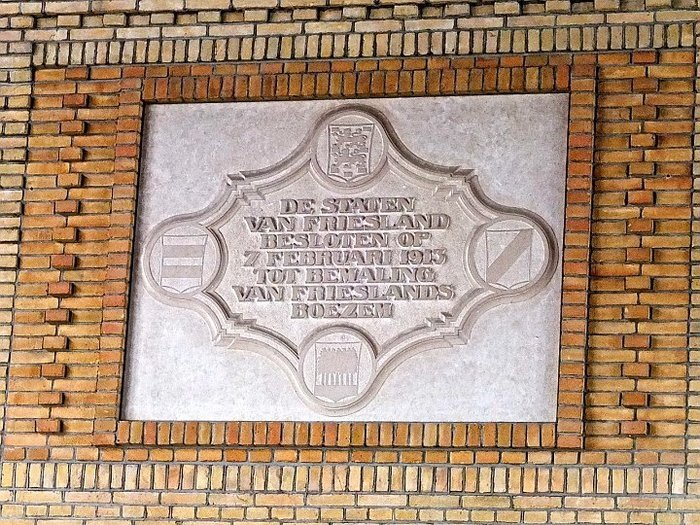 DE STATEN
VAN FRIESLAND
BESLOTEN OP
7 FEBRUARI 1913
TOT BEMALING
VAN FRIESLANDS
BOEZEM